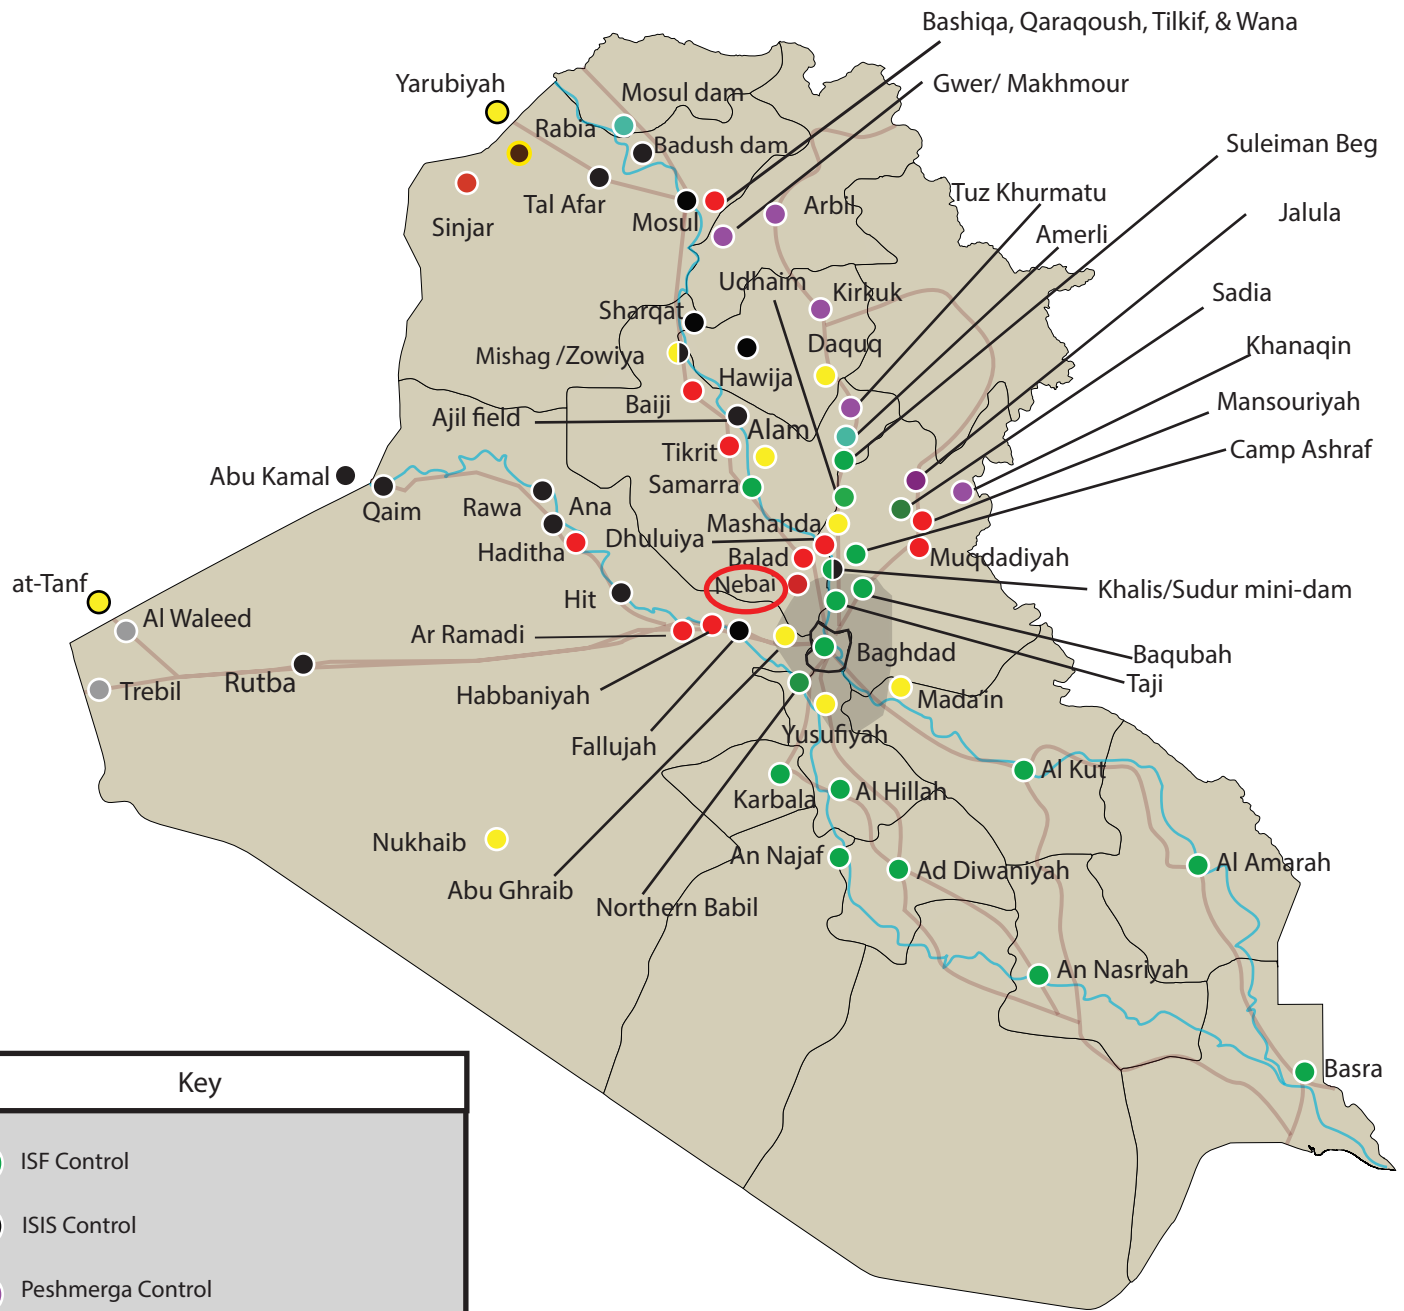 Bashiqa, Qaraqoush, Tilkif, & Wana
Yarubiyah
Mosul dam
Gwer/ Makhmour
Rabia
Badush dam
Suleiman Beg
Tal Afar
Tuz Khurmatu
Sinjar
Mosul
Arbil
Jalula
Amerli
Udhaim
Kirkuk
Sadia
Sharqat
Mishag /Zowiya
Daquq
Khanaqin
Hawija
Baiji
Mansouriyah
Ajil field
Alam
Tikrit
Camp Ashraf
Abu Kamal
Samarra
Qaim
Rawa
Ana
Mashahda
Dhuluiya
Haditha
Balad
Muqdadiyah
at-Tanf
Nebai
Khalis/Sudur mini-dam
Hit
Al Waleed
Ar Ramadi
Baghdad
Baqubah
Rutba
Taji
Trebil
Habbaniyah
Mada'in
Fallujah
Yusufiyah
Al Kut
Karbala
Al Hillah
Nukhaib
An Najaf
Al Amarah
Ad Diwaniyah
Abu Ghraib
Northern Babil
An Nasriyah
Basra
Key
ISF Control
ISIS Control
Peshmerga Control